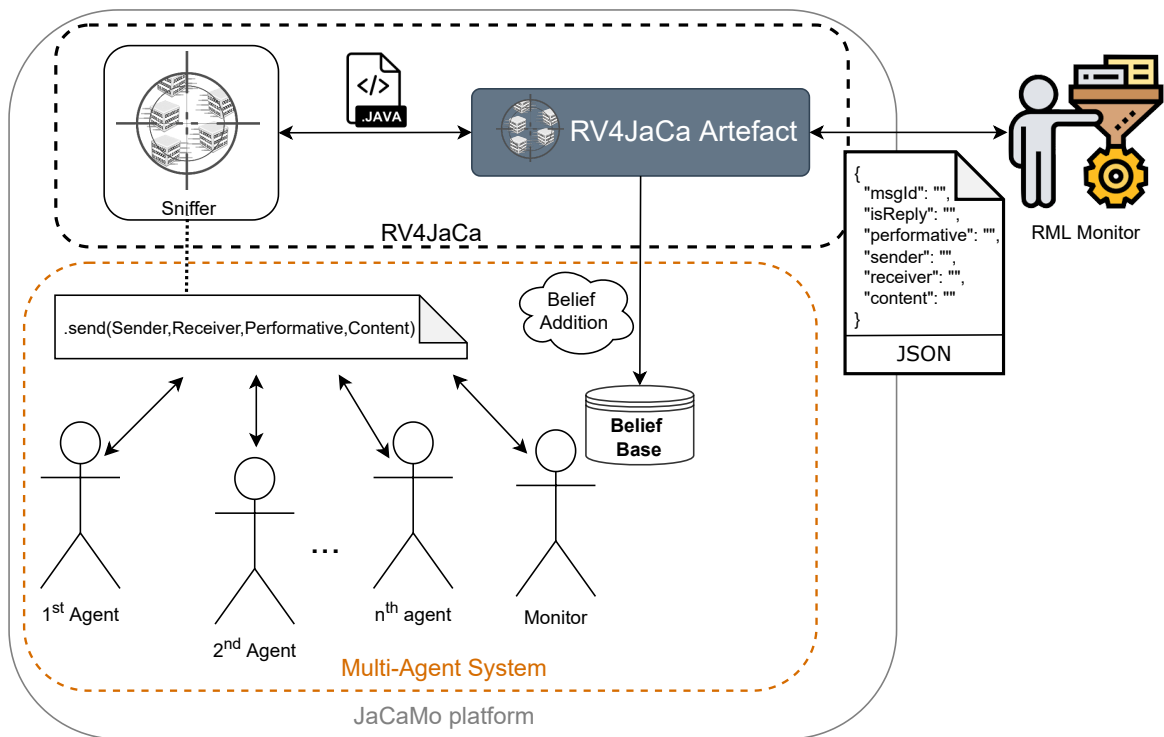 </>
.JAVA
RV4JaCa Artefact
Sniffer
RV4JaCa
{
"msgId": "",
"isReply": "",
"performative": "",
"sender": "",
"receiver": "",
"content": ""
}
JSON
RML Monitor
.send(Sender,Receiver,Performative,Content)
Belief
Addition
Belief
Base
...
1st Agent
2nd Agent
nth agent
Monitor
Multi-Agent System
JaCaMo platform